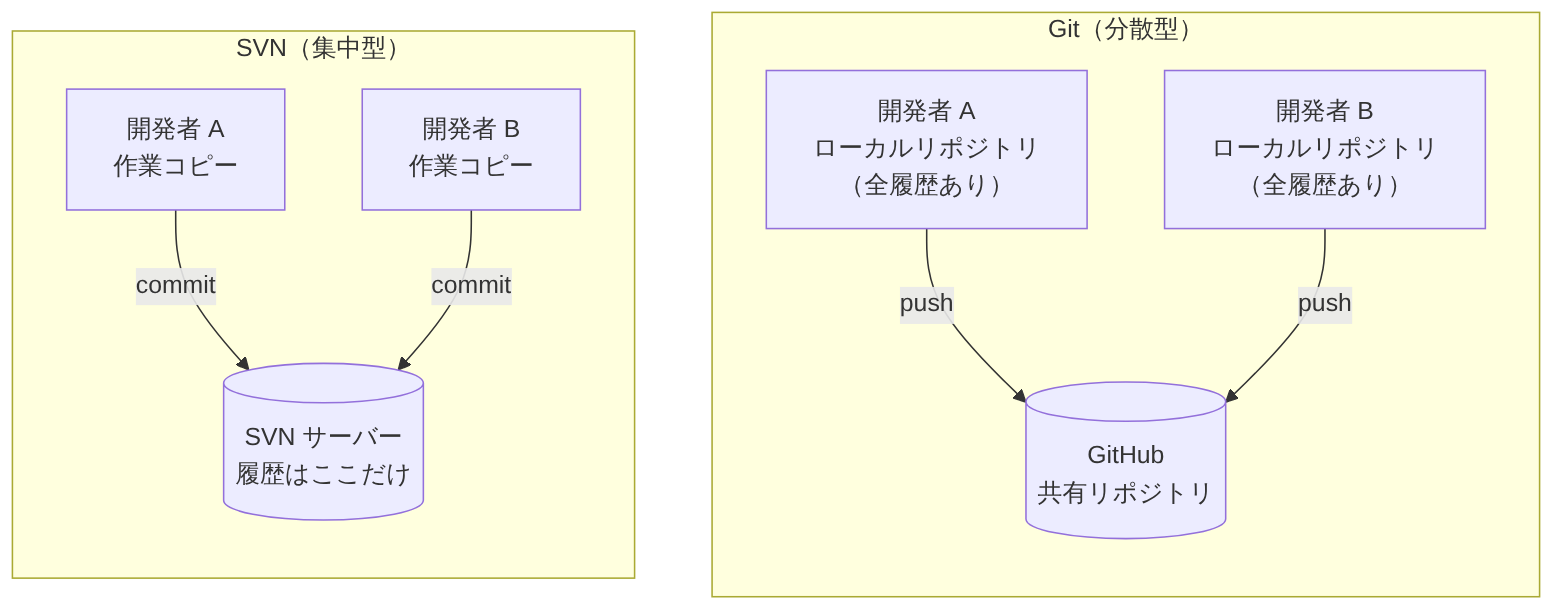 SVN（集中型）
開発者 A
作業コピー
開発者 B
作業コピー
commit
commit
SVN サーバー
履歴はここだけ
Git（分散型）
開発者 A
ローカルリポジトリ
（全履歴あり）
開発者 B
ローカルリポジトリ
（全履歴あり）
push
push
GitHub
共有リポジトリ